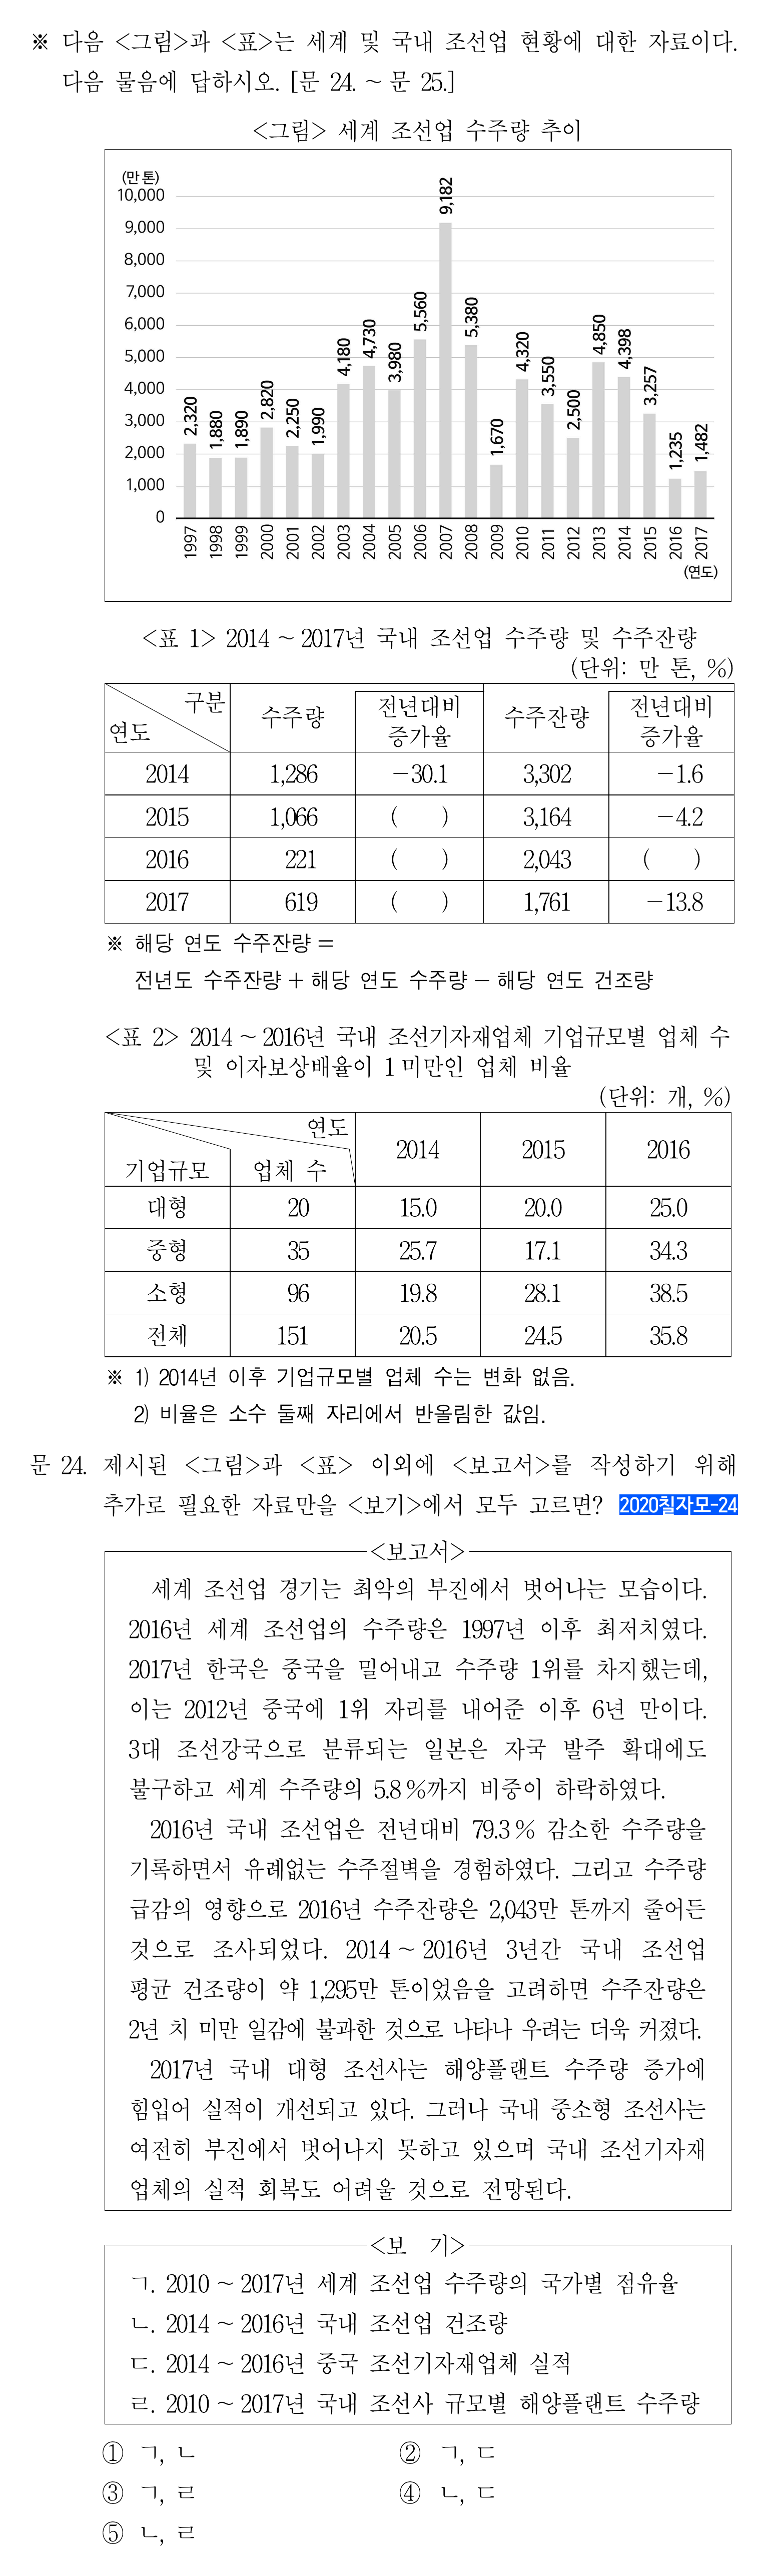 ※ 다음 <그림>과 <표>는 세계 및 국내 조선업 현황에 대한 자료이다.
다음 물음에 답하시오. [문 24. ~ 문 25.]
<그림> 세계 조선업 수주량 추이
(만 톤)
10,000
9,000
8,000
7,000
6,000
5,000
4,000
3,000
2,000
1,000
0
2,320 1,880 1,890 2,820 2,250 1,990 4,180 4,730 3,980 5,560 9,182 5,380 1,670 4,320 3,550 2,500 4,850 4,398 3,257 1,235 1,482
1997 1998 1999 2000 2001 2002 2003 2004 2005 2006 2007 2008 2009 2010 2011 2012 2013 2014 2015 2016 2017
(연도)
<표 1> 2014 ~ 2017년 국내 조선업 수주량 및 수주잔량
(단위: 만 톤, %)
구분 연도 수주량 전년대비 증가율 수주잔량 전년대비 증가율
2014 1,286 −30.1 3,302 −1.6
2015 1,066 ( ) 3,164 −4.2
2016 221 ( ) 2,043 ( )
2017 619 ( ) 1,761 −13.8
※ 해당 연도 수주잔량 =
전년도 수주잔량 + 해당 연도 수주량 − 해당 연도 건조량
<표 2> 2014 ~ 2016년 국내 조선기자재업체 기업규모별 업체 수
및 이자보상배율이 1 미만인 업체 비율
(단위: 개, %)
연도 기업규모 업체 수 2014 2015 2016
대형 20 15.0 20.0 25.0
중형 35 25.7 17.1 34.3
소형 96 19.8 28.1 38.5
전체 151 20.5 24.5 35.8
※ 1) 2014년 이후 기업규모별 업체 수는 변화 없음.
2) 비율은 소수 둘째 자리에서 반올림한 값임.
문 24. 제시된 <그림>과 <표> 이외에 <보고서>를 작성하기 위해
추가로 필요한 자료만을 <보기>에서 모두 고르면? 2020칠자모-24
<보고서>
세계 조선업 경기는 최악의 부진에서 벗어나는 모습이다.
2016년 세계 조선업의 수주량은 1997년 이후 최저치였다.
2017년 한국은 중국을 밀어내고 수주량 1위를 차지했는데,
이는 2012년 중국에 1위 자리를 내어준 이후 6년 만이다.
3대 조선강국으로 분류되는 일본은 자국 발주 확대에도
불구하고 세계 수주량의 5.8 %까지 비중이 하락하였다.
2016년 국내 조선업은 전년대비 79.3 % 감소한 수주량을
기록하면서 유례없는 수주절벽을 경험하였다. 그리고 수주량
급감의 영향으로 2016년 수주잔량은 2,043만 톤까지 줄어든
것으로 조사되었다. 2014 ~ 2016년 3년간 국내 조선업
평균 건조량이 약 1,295만 톤이었음을 고려하면 수주잔량은
2년 치 미만 일감에 불과한 것으로 나타나 우려는 더욱 커졌다.
2017년 국내 대형 조선사는 해양플랜트 수주량 증가에
힘입어 실적이 개선되고 있다. 그러나 국내 중소형 조선사는
여전히 부진에서 벗어나지 못하고 있으며 국내 조선기자재
업체의 실적 회복도 어려울 것으로 전망된다.
<보 기>
ㄱ. 2010 ~ 2017년 세계 조선업 수주량의 국가별 점유율
ㄴ. 2014 ~ 2016년 국내 조선업 건조량
ㄷ. 2014 ~ 2016년 중국 조선기자재업체 실적
ㄹ. 2010 ~ 2017년 국내 조선사 규모별 해양플랜트 수주량
① ㄱ, ㄴ ② ㄱ, ㄷ
③ ㄱ, ㄹ ④ ㄴ, ㄷ
⑤ ㄴ, ㄹ